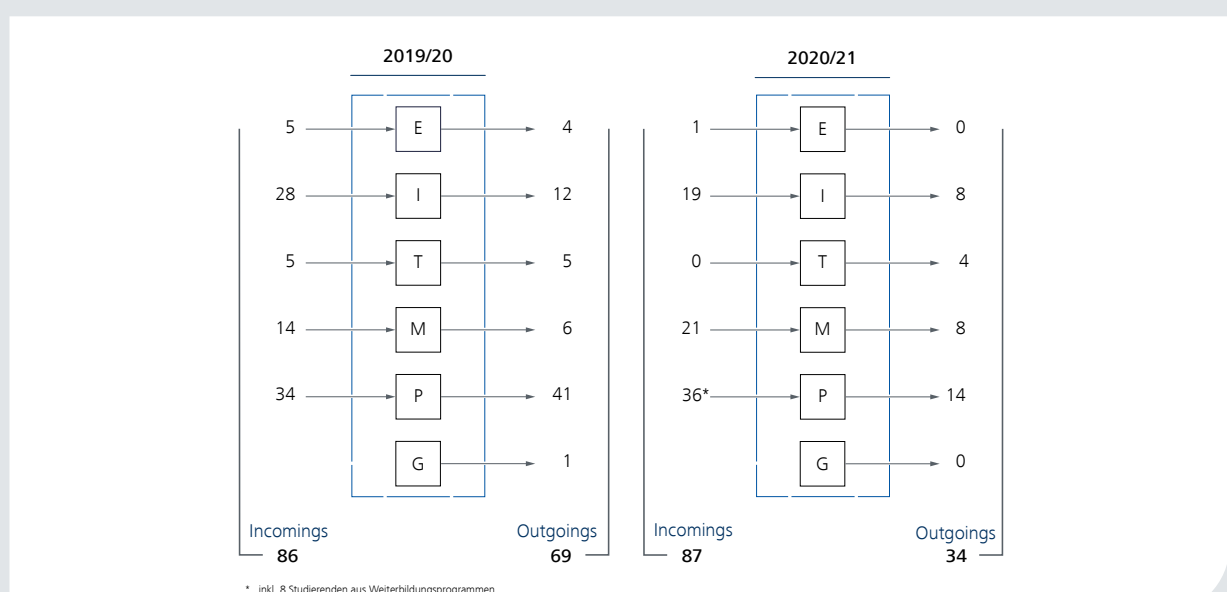 2019/20 2020/21
5 E 4 1 E 0
28 I 12 19 I 8
5 T 5 0 T 4
14 M 6 21 M 8
34 P 41 36* P 14
G 1 G 0
Incomings Outgoings Incomings Outgoings
86 69 87 34
* inkl. 8 Studierenden aus Weiterbildungsprogrammen